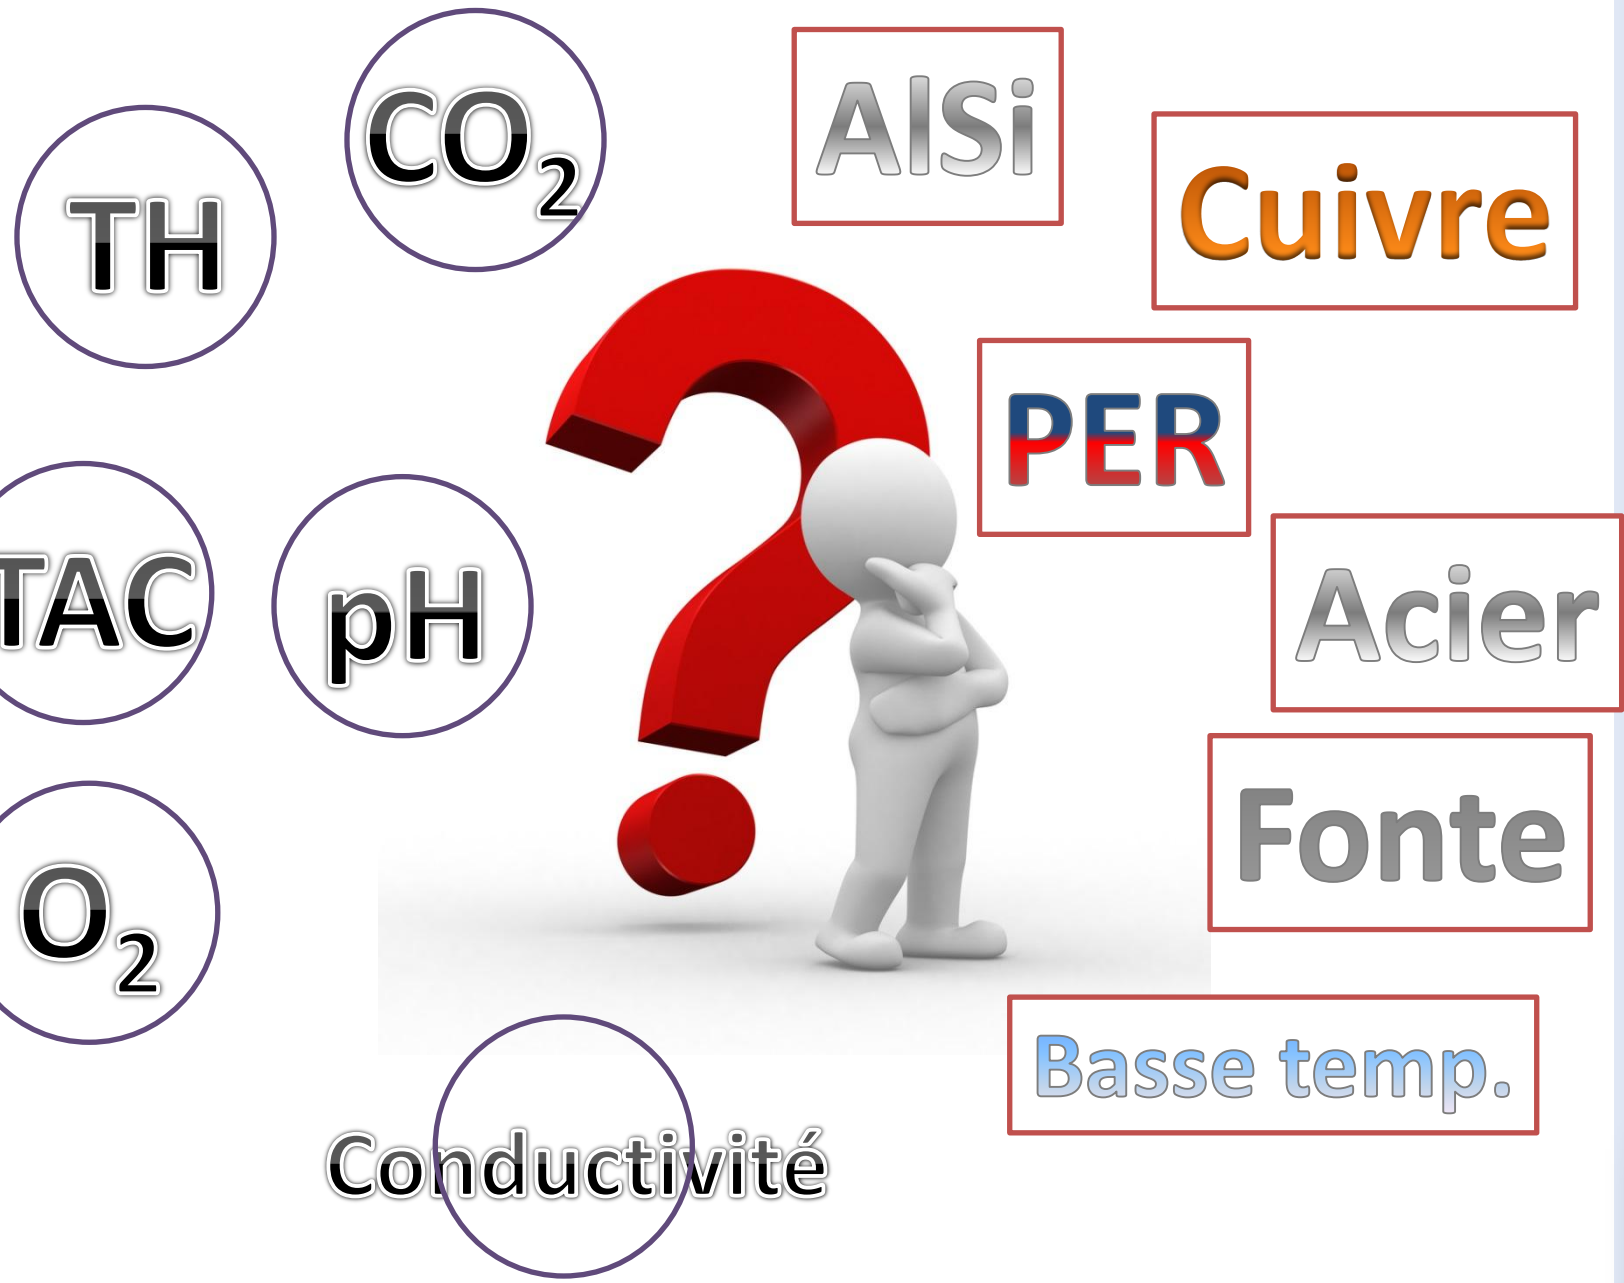 CO₂
TH
TAC
pH
O₂
Conductivité
AlSi
Cuivre
PER
Acier
Fonte
Basse temp.